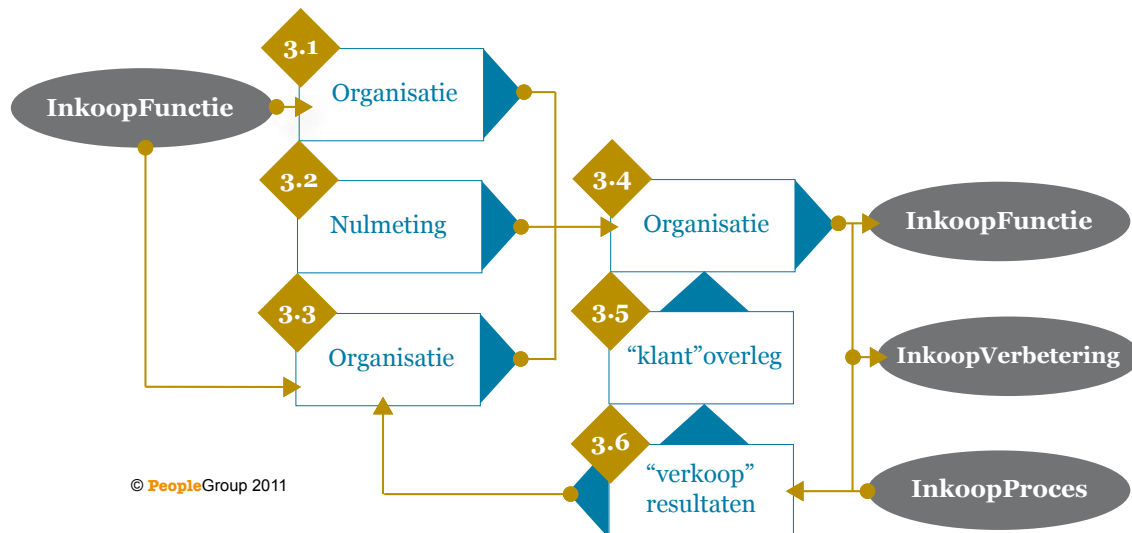 3.1
Organisatie
InkoopFunctie
3.2
Nulmeting
3.4
Organisatie
InkoopFunctie
3.3
Organisatie
3.5
“klant”overleg
InkoopVerbetering
3.6
“verkoop”
resultaten
InkoopProces
© PeopleGroup 2011